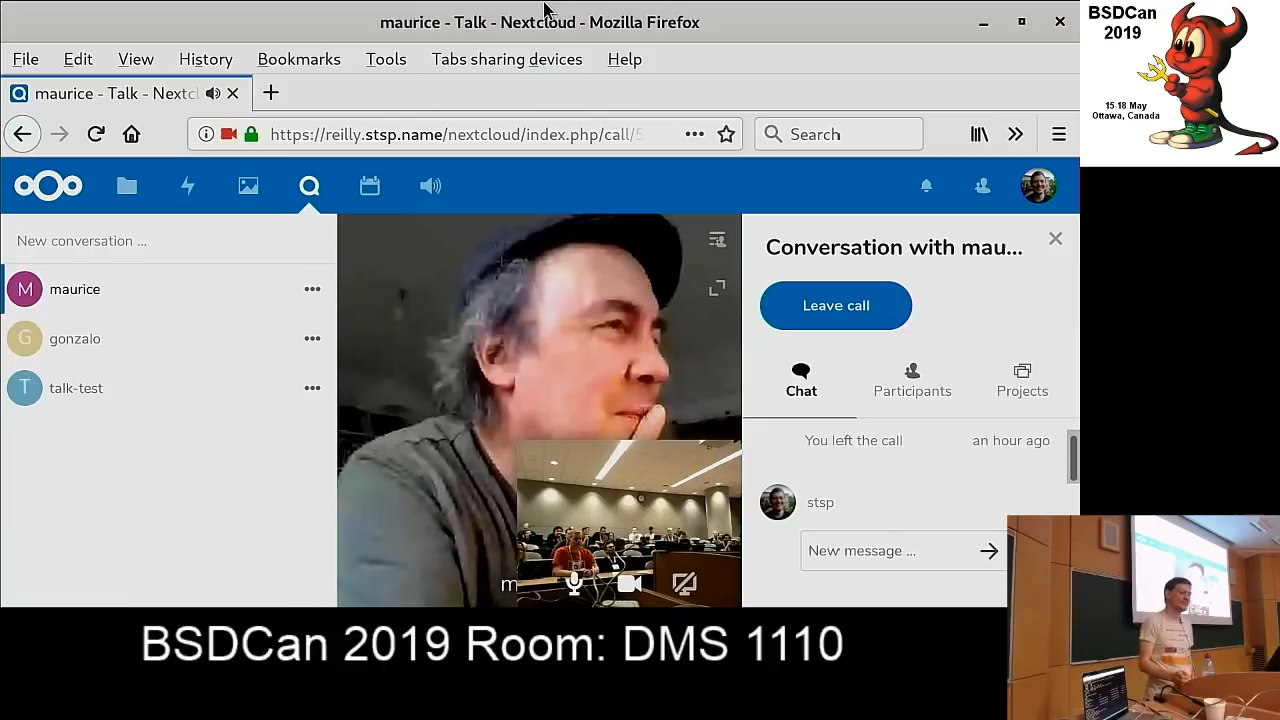 maurice - Talk - Nextcloud - Mozilla Firefox
File Edit View History Bookmarks Tools Tabs sharing devices Help
maurice - Talk - Nextcl
https://reilly.stsp.name/nextcloud/index.php/call/
Search
New conversation ...
M maurice
G gonzalo
T talk-test
m
Conversation with mau...
Leave call
Chat Participants Projects
You left the call an hour ago
stsp
New message ...
BSDCan
2019
15-18 May
Ottawa, Canada
BSDCan 2019 Room: DMS 1110